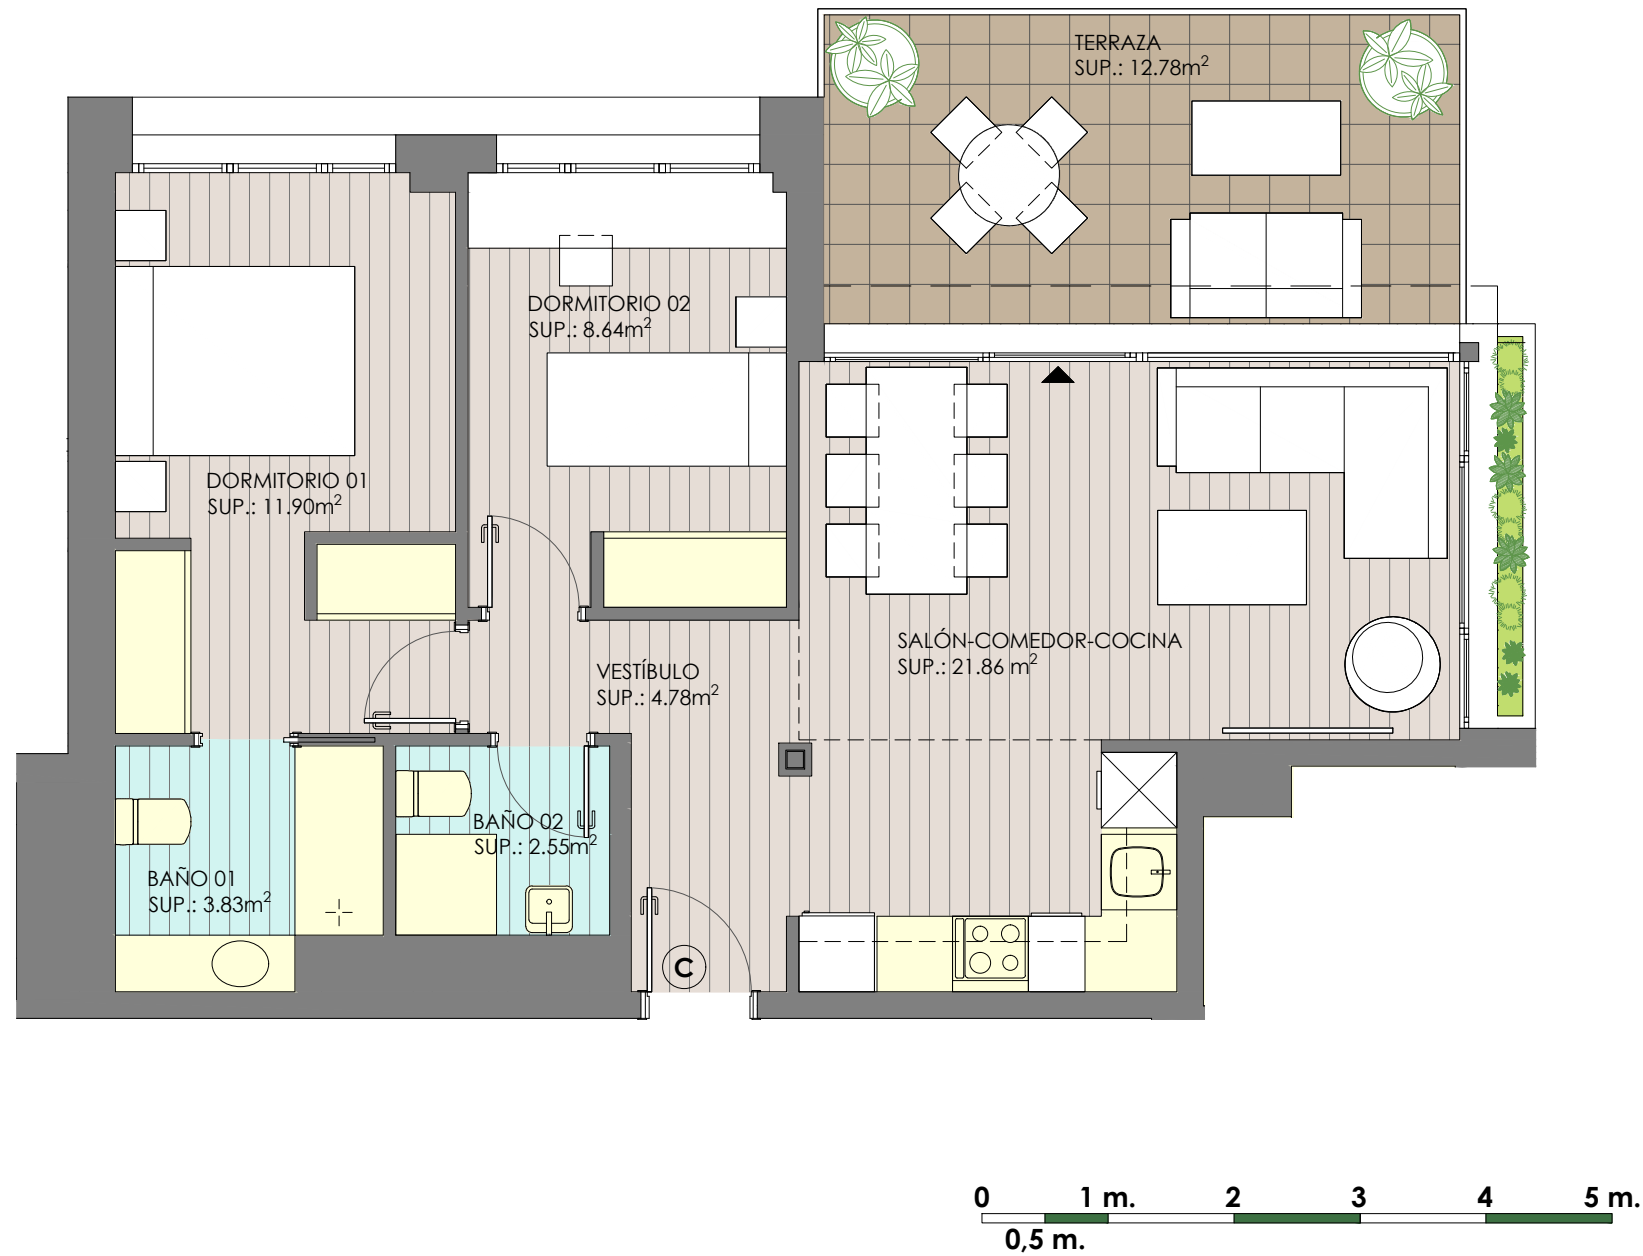 TERRAZA
SUP.: 12.78m²
DORMITORIO 02
SUP.: 8.64m²
DORMITORIO 01
SUP.: 11.90m²
SALÓN-COMEDOR-COCINA
SUP.: 21.86 m²
VESTÍBULO
SUP.: 4.78m²
BAÑO 02
SUP.: 2.55m²
BAÑO 01
SUP.: 3.83m²
C
0 1 m. 2 3 4 5 m.
0,5 m.